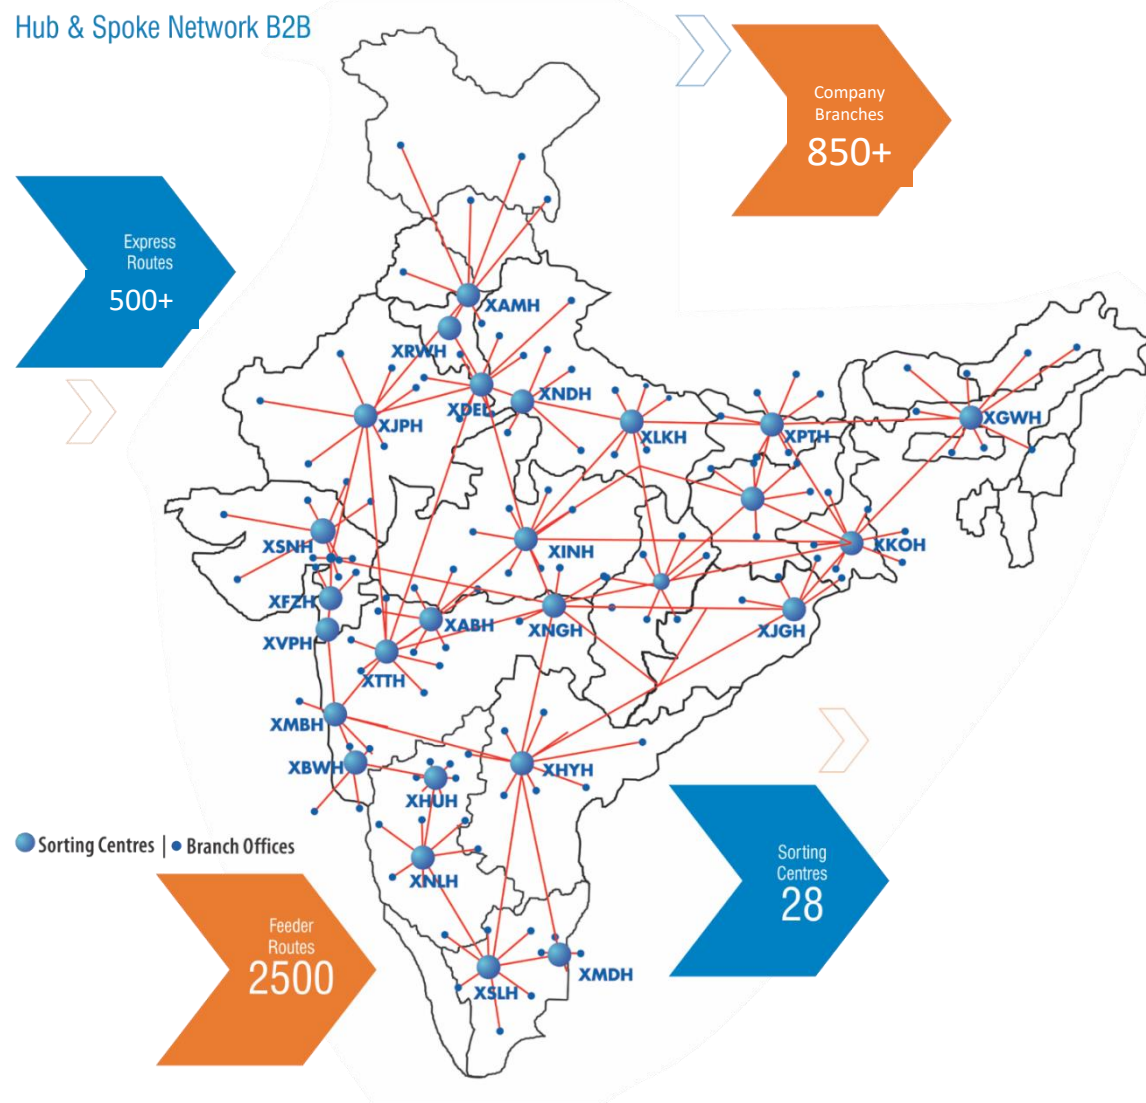 Hub & Spoke Network B2B
Company
Branches
850+
Express
Routes
500+
XAMH
XRWH
XDEL
XNDH
XJPH
XLKH
XPTH
XGWH
XSNH
XINH
XKOH
XFZH
XABH
XNGH
XJGH
XVPH
XTTH
XMBH
XBWH
XHYH
XHUH
Sorting Centres | Branch Offices
XNLH
Sorting
Centres
28
Feeder
Routes
2500
XMDH
XSLH